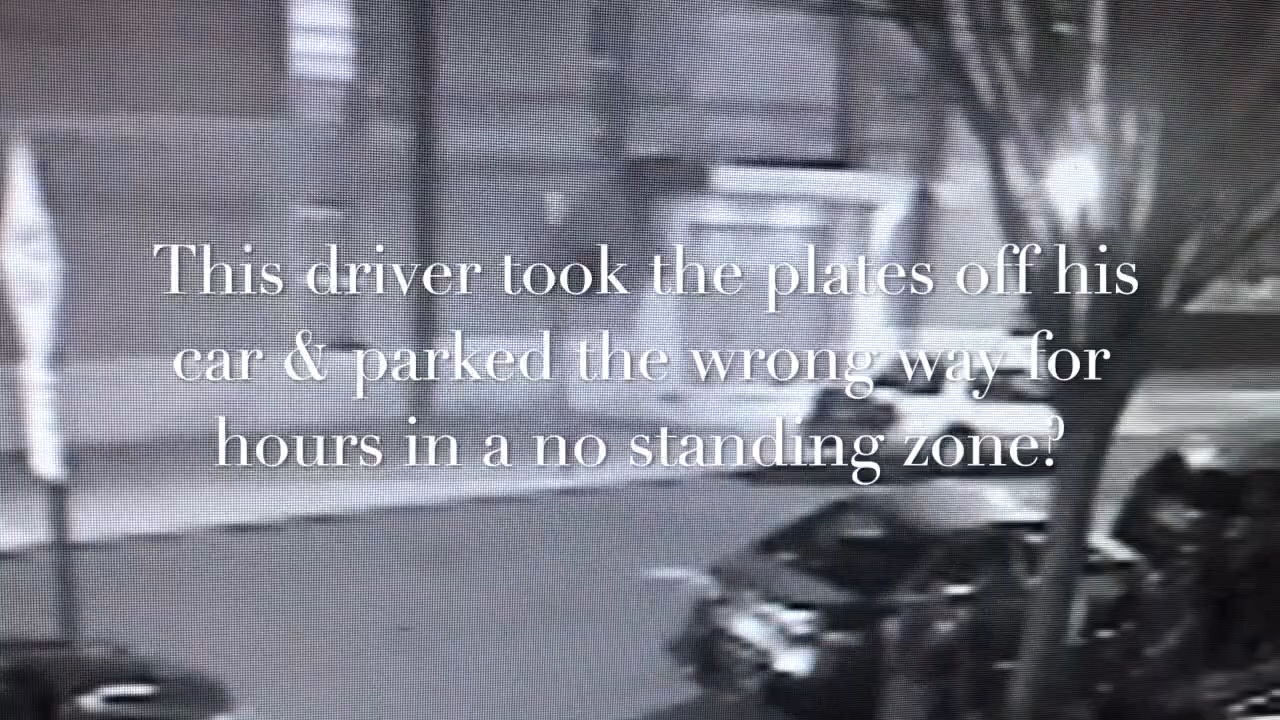 This driver took the plates off his
car & parked the wrong way for
hours in a no standing zone?